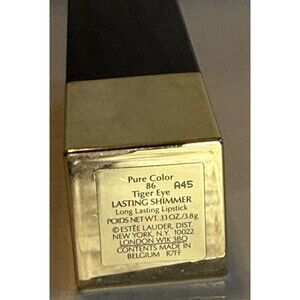 Pure Color
86 A45
Tiger Eye
LASTING SHIMMER
Long Lasting Lipstick
POIDS NET WT. .13 OZ./3.8g
© ESTÉE LAUDER, DIST.
NEW YORK, N.Y. 10022
LONDON W1K 3BQ
CONTENTS MADE IN
BELGIUM R7FF